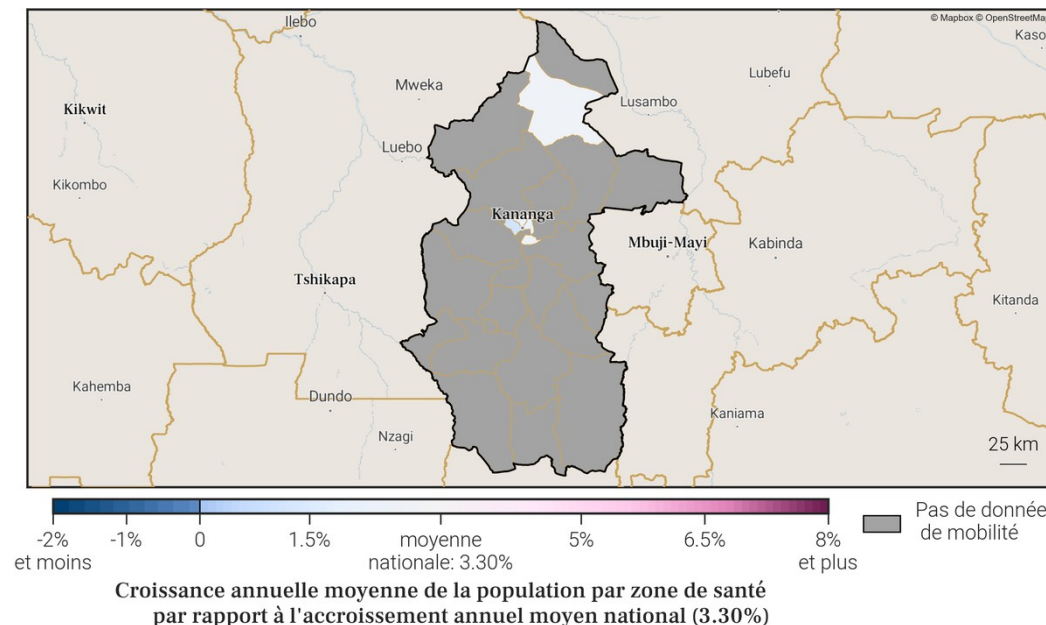 © Mapbox © OpenStreetMap
Ilebo
Kaso
Mweka
Lubefu
Kikwit
Lusambo
Luebo
Kikombo
Kananga
Mbuji-Mayi
Kabinda
Tshikapa
Kitanda
Kahemba
Dundo
Kaniama
Nzagi
25 km
-2%
et moins
-1%
0
1.5%
moyenne
nationale: 3.30%
5%
6.5%
8%
et plus
Pas de donnée
de mobilité
Croissance annuelle moyenne de la population par zone de santé
par rapport à l'accroissement annuel moyen national (3.30%)